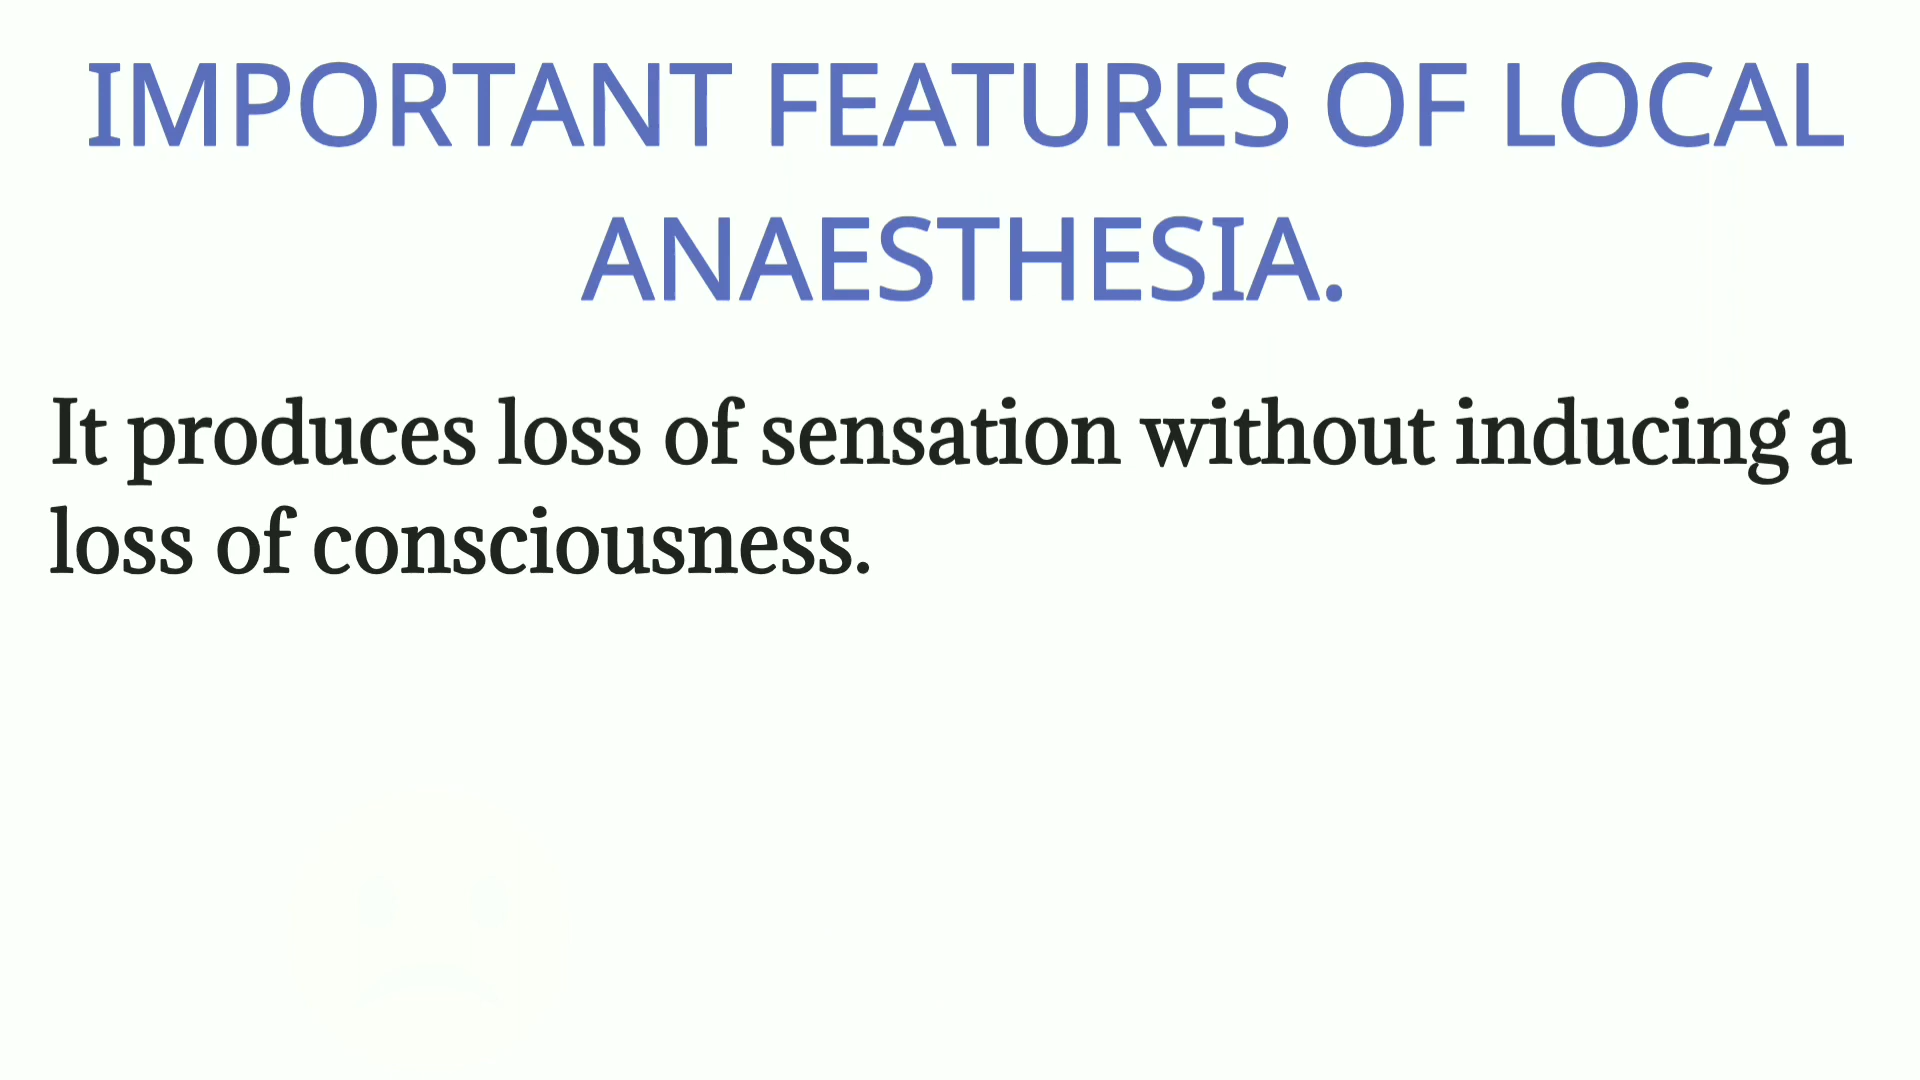 IMPORTANT FEATURES OF LOCAL
ANAESTHESIA.
It produces loss of sensation without inducing a
loss of consciousness.